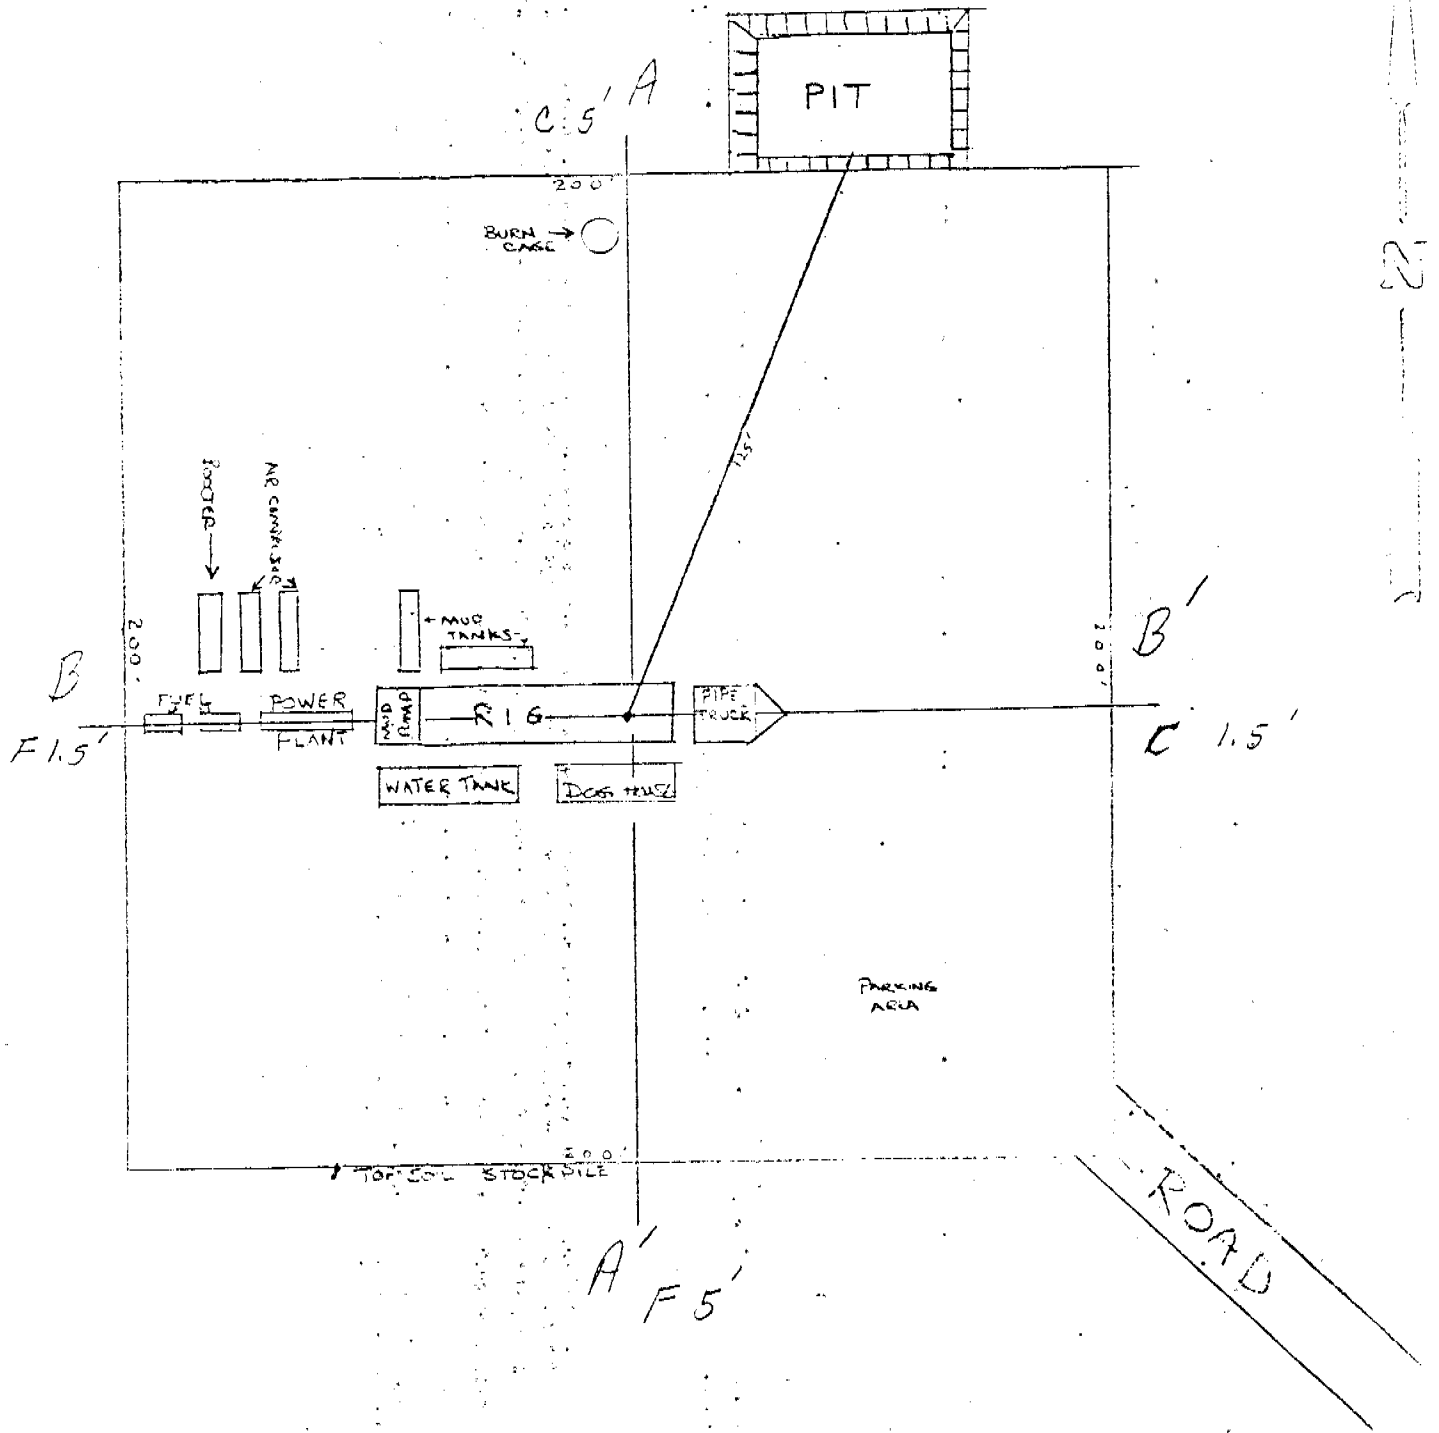 A
C 5'
PIT
200'
BURN
CAGE
N
125'
BOOSTER
AIR COMPRESSOR
MUD
TANKS
200'
200'
B
B'
F 1.5'
C 1.5'
FUEL
POWER
PLANT
MUD
PUMP
RIG
PIPE
TRUCK
WATER TANK
DOG HOUSE
PARKING
AREA
200'
TOP SOIL STOCKPILE
ROAD
A'
F 5'